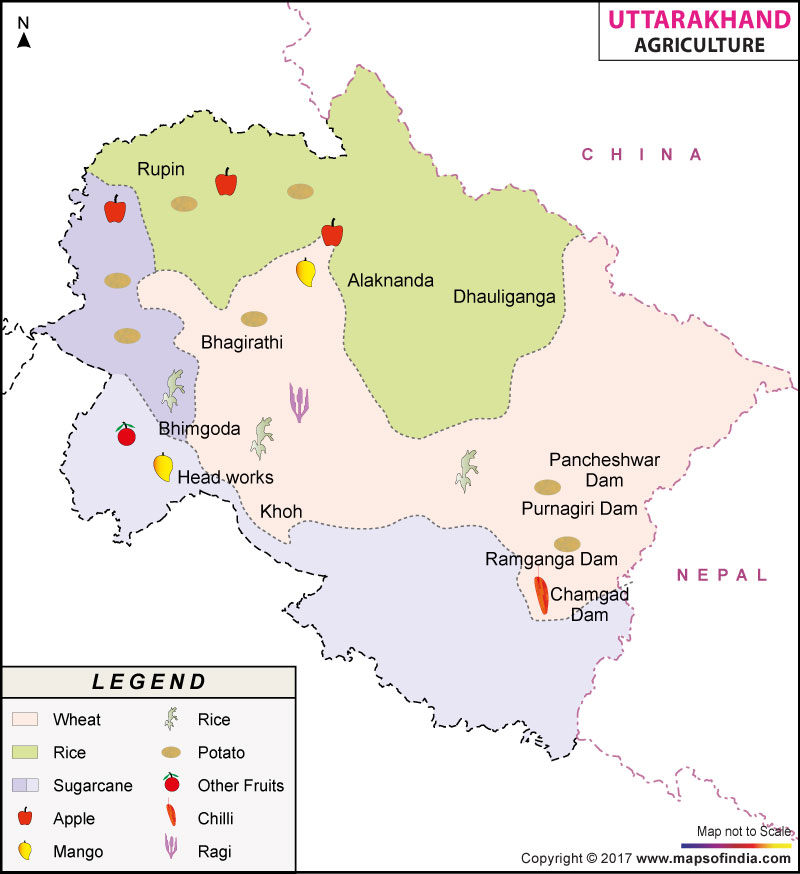 UTTARAKHAND
AGRICULTURE
N
CHINA
Rupin
Alaknanda
Dhauliganga
Bhagirathi
Bhimgoda
Head works
Khoh
Pancheshwar
Dam
Purnagiri Dam
Ramganga Dam
Chamgad
Dam
NEPAL
LEGEND
Wheat
Rice
Rice
Potato
Sugarcane
Other Fruits
Apple
Chilli
Mango
Ragi
Map not to Scale
Copyright © 2017 www.mapsofindia.com